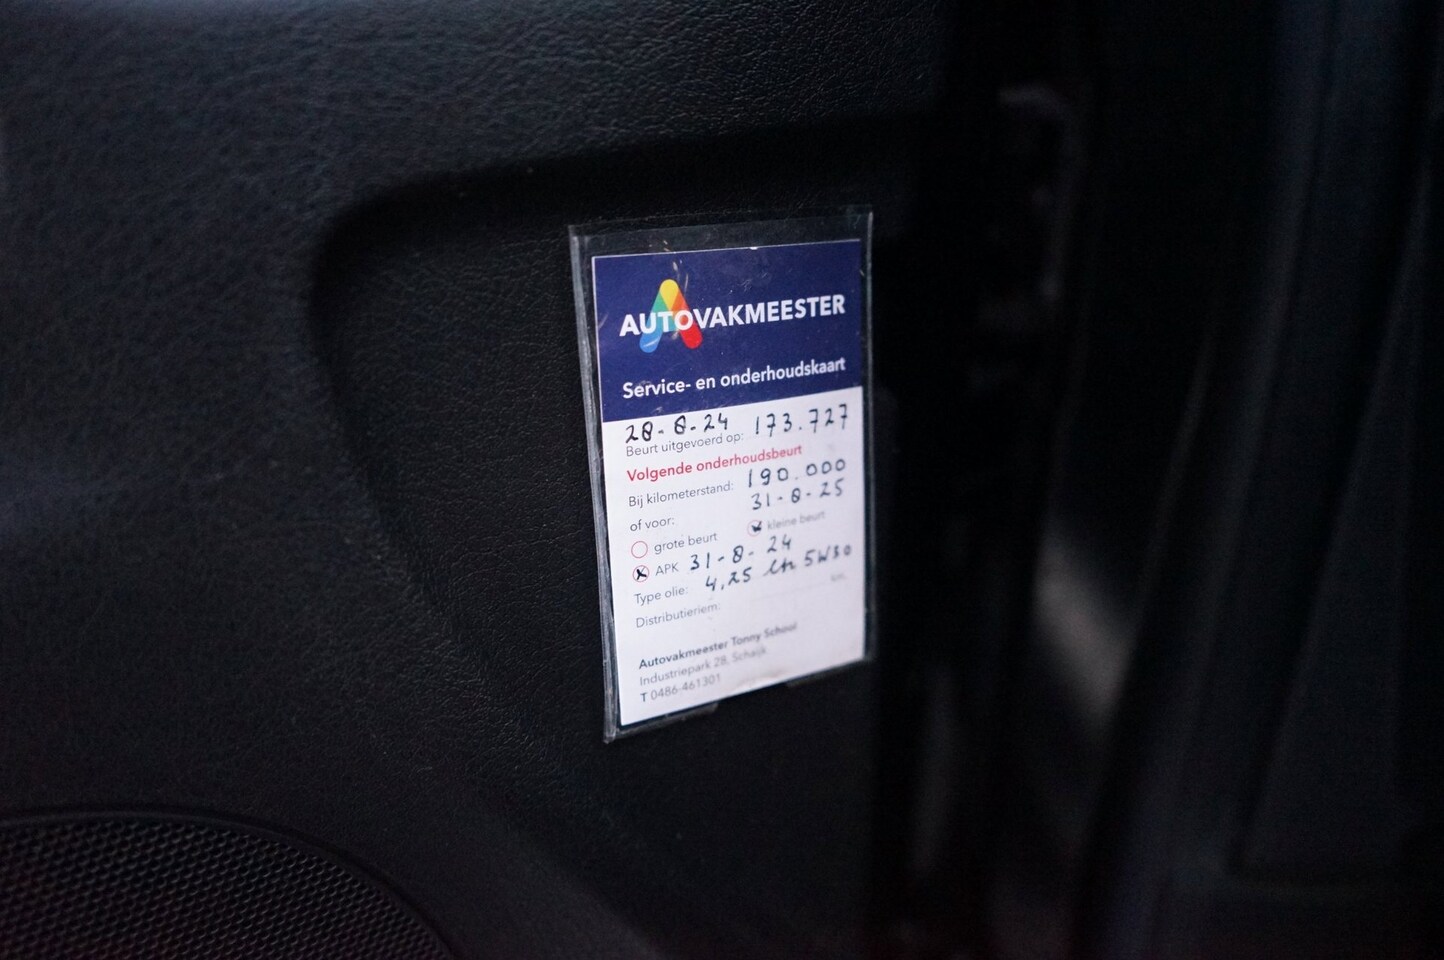 AUTOVAKMEESTER
Service- en onderhoudskaart
28-8-24 173.727
Beurt uitgevoerd op:
Volgende onderhoudsbeurt
Bij kilometerstand: 190.000
of voor: 31-8-25
grote beurt kleine beurt
APK 31-8-24
Type olie: 4,25 ltr 5W30
Distributieriem: km.
Autovakmeester Tonny School
Industriepark 28, Schaijk
T 0486-461301